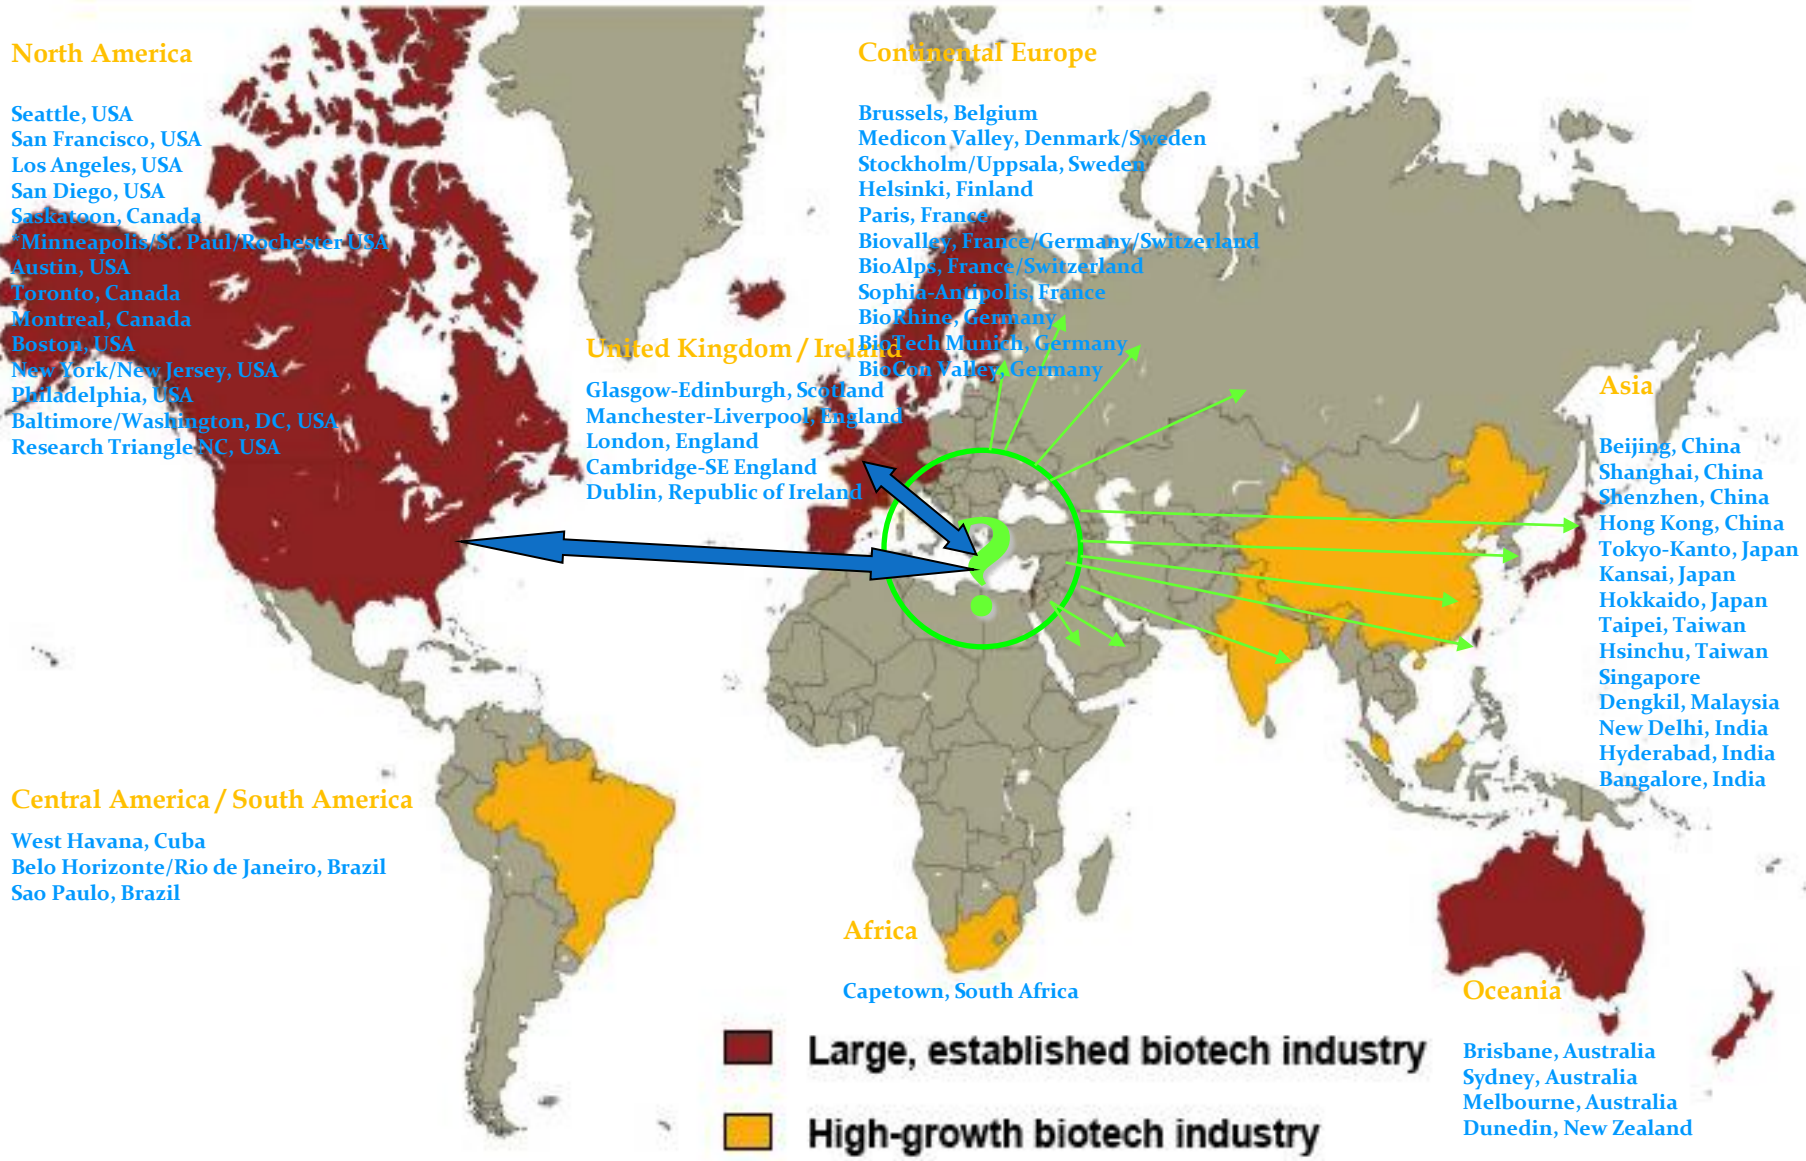 North America
Seattle, USA
San Francisco, USA
Los Angeles, USA
San Diego, USA
Saskatoon, Canada
*Minneapolis/St. Paul/Rochester USA
Austin, USA
Toronto, Canada
Montreal, Canada
Boston, USA
New York/New Jersey, USA
Philadelphia, USA
Baltimore/Washington, DC, USA
Research Triangle NC, USA
Continental Europe
Brussels, Belgium
Medicon Valley, Denmark/Sweden
Stockholm/Uppsala, Sweden
Helsinki, Finland
Paris, France
Biovalley, France/Germany/Switzerland
BioAlps, France/Switzerland
Sophia-Antipolis, France
BioRhine, Germany
BioTech Munich, Germany
BioCon Valley, Germany
United Kingdom / Ireland
Glasgow-Edinburgh, Scotland
Manchester-Liverpool, England
London, England
Cambridge-SE England
Dublin, Republic of Ireland
?
Asia
Beijing, China
Shanghai, China
Shenzhen, China
Hong Kong, China
Tokyo-Kanto, Japan
Kansai, Japan
Hokkaido, Japan
Taipei, Taiwan
Hsinchu, Taiwan
Singapore
Dengkil, Malaysia
New Delhi, India
Hyderabad, India
Bangalore, India
Central America / South America
West Havana, Cuba
Belo Horizonte/Rio de Janeiro, Brazil
Sao Paulo, Brazil
Africa
Capetown, South Africa
Oceania
Brisbane, Australia
Sydney, Australia
Melbourne, Australia
Dunedin, New Zealand
Large, established biotech industry
High-growth biotech industry